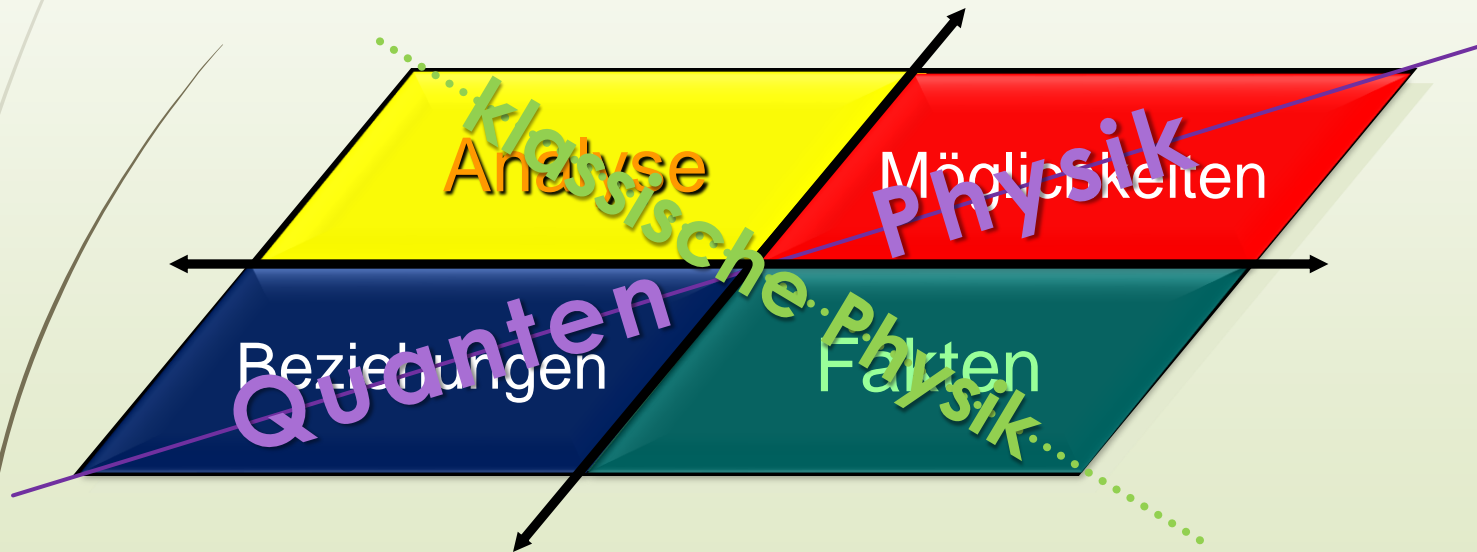 Analyse
Möglichkeiten
Beziehungen
Fakten
klassische Physik
Quanten Physik